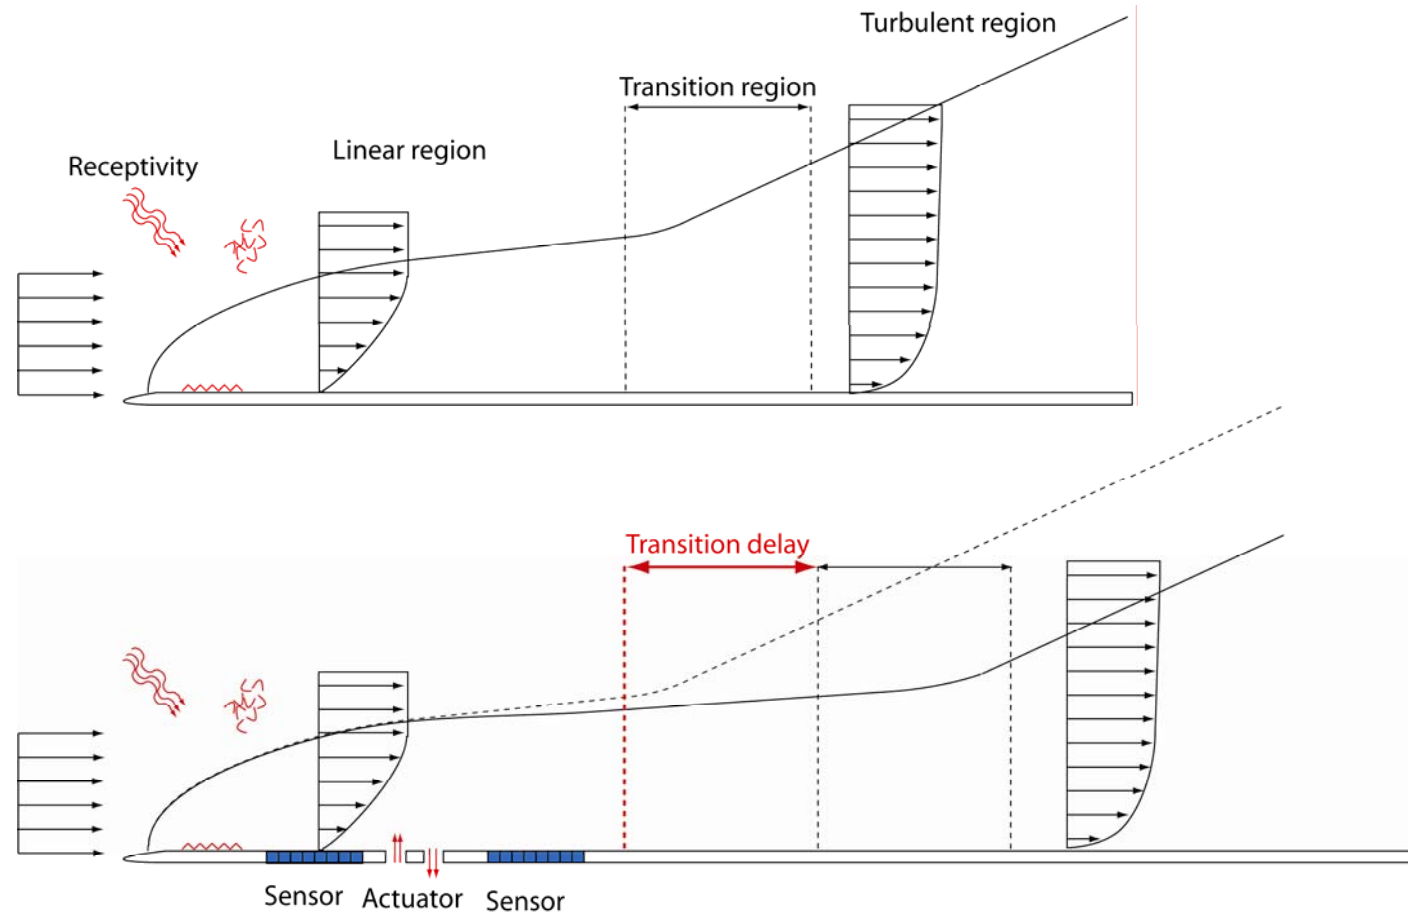 Turbulent region
Transition region
Linear region
Receptivity
Transition delay
Sensor
Actuator
Sensor